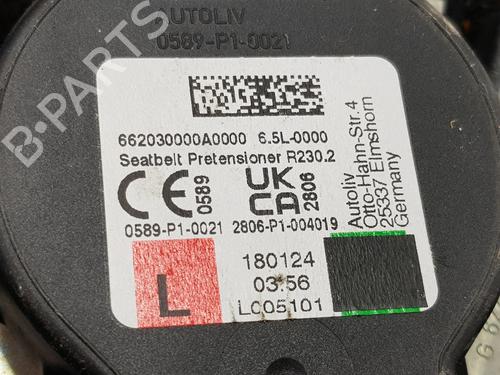 AUTOLIV
0589-P1-0021
B-PARTS
662030000A0000 6.5L-0000
Seatbelt Pretensioner R230.2
CE 0589
UK CA 2806
0589-P1-0021 2806-P1-004019
Autoliv
Otto-Hahn-Str.4
25337 Elmshorn
Germany
L
180124
03:56
L005101